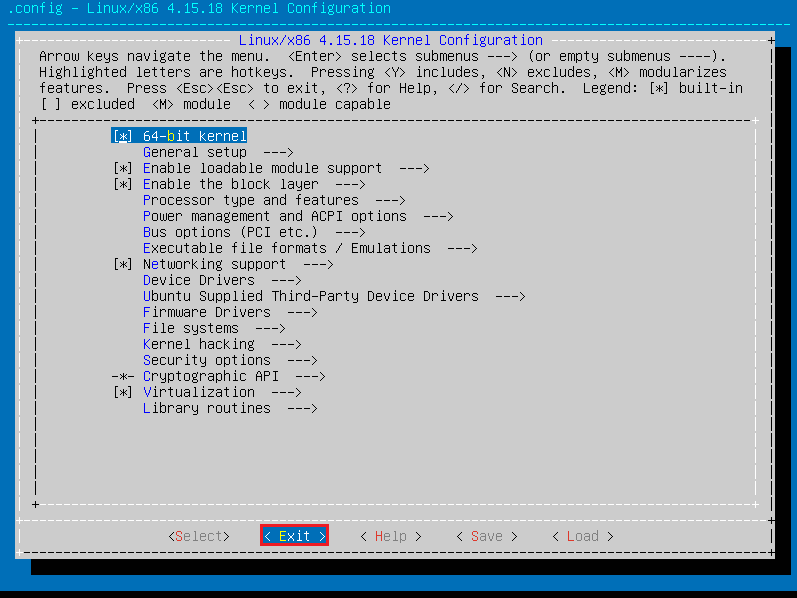 .config - Linux/x86 4.15.18 Kernel Configuration
Linux/x86 4.15.18 Kernel Configuration
Arrow keys navigate the menu.  <Enter> selects submenus ---> (or empty submenus ----).
Highlighted letters are hotkeys.  Pressing <Y> includes, <N> excludes, <M> modularizes
features.  Press <Esc><Esc> to exit, <?> for Help, </> for Search.  Legend: [*] built-in
[ ] excluded  <M> module  < > module capable
[*] 64-bit kernel
General setup  --->
[*] Enable loadable module support  --->
[*] Enable the block layer  --->
Processor type and features  --->
Power management and ACPI options  --->
Bus options (PCI etc.)  --->
Executable file formats / Emulations  --->
[*] Networking support  --->
Device Drivers  --->
Ubuntu Supplied Third-Party Device Drivers  --->
Firmware Drivers  --->
File systems  --->
Kernel hacking  --->
Security options  --->
-*- Cryptographic API  --->
[*] Virtualization  --->
Library routines  --->
<Select>    < Exit >    < Help >    < Save >    < Load >